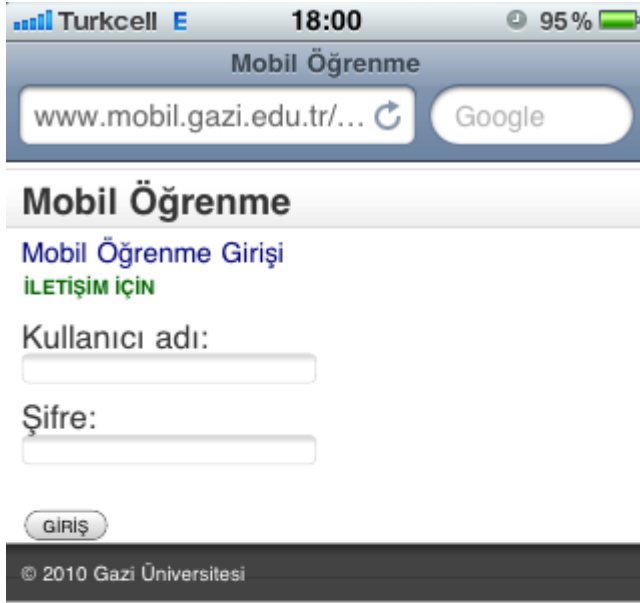 Turkcell E 18:00 95%
Mobil Öğrenme
www.mobil.gazi.edu.tr/... Google
Mobil Öğrenme
Mobil Öğrenme Girişi
İLETİŞİM İÇİN
Kullanıcı adı:
Şifre:
GİRİŞ
© 2010 Gazi Üniversitesi